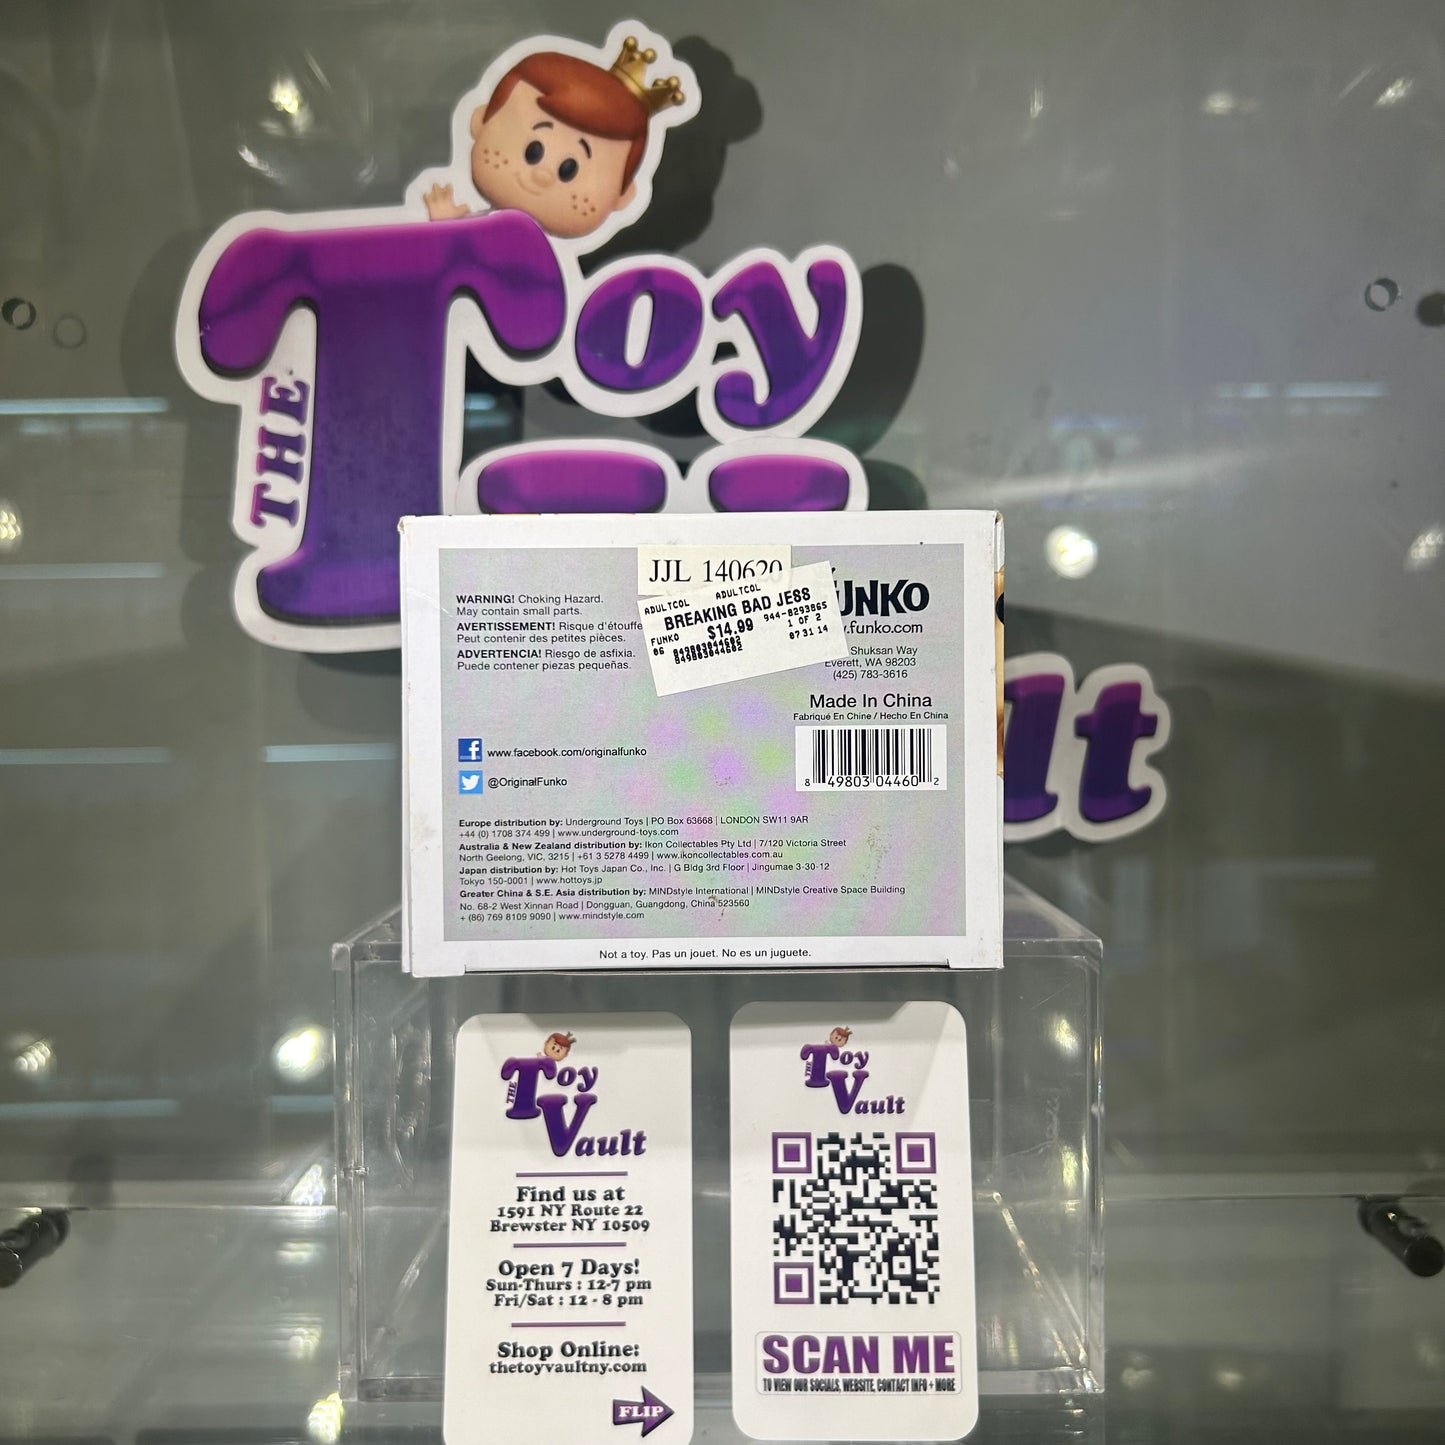 THE Toy
lt
JJL 140620
ADULTCOL ADULTCOL
BREAKING BAD JESS
FUNKO $14.99 944-8293865
1 OF 2
06 849803044602 07 31 14
849803044602
WARNING! Choking Hazard.
May contain small parts.
AVERTISSEMENT! Risque d'étouffe
Peut contenir des petites pièces.
ADVERTENCIA! Riesgo de asfixia.
Puede contener piezas pequeñas.
FUNKO
.funko.com
Shuksan Way
Everett, WA 98203
(425) 783-3616
Made In China
Fabriqué En Chine / Hecho En China
8 49803 04460 2
www.facebook.com/originalfunko
@OriginalFunko
Europe distribution by: Underground Toys | PO Box 63668 | LONDON SW11 9AR
+44 (0) 1708 374 499 | www.underground-toys.com
Australia & New Zealand distribution by: Ikon Collectables Pty Ltd | 7/120 Victoria Street
North Geelong, VIC, 3215 | +61 3 5278 4499 | www.ikoncollectables.com.au
Japan distribution by: Hot Toys Japan Co., Inc. | G Bldg 3rd Floor | Jingumae 3-30-12
Tokyo 150-0001 | www.hottoys.jp
Greater China & S.E. Asia distribution by: MINDstyle International | MINDstyle Creative Space Building
No. 68-2 West Xinnan Road | Dongguan, Guangdong, China 523560
+ (86) 769 8109 9090 | www.mindstyle.com
Not a toy. Pas un jouet. No es un juguete.
THE Toy
Vault
Find us at
1591 NY Route 22
Brewster NY 10509
Open 7 Days!
Sun-Thurs : 12-7 pm
Fri/Sat : 12 - 8 pm
Shop Online:
thetoyvaultny.com
FLIP
THE Toy
Vault
SCAN ME
TO VIEW OUR SOCIALS, WEBSITE, CONTACT INFO + MORE